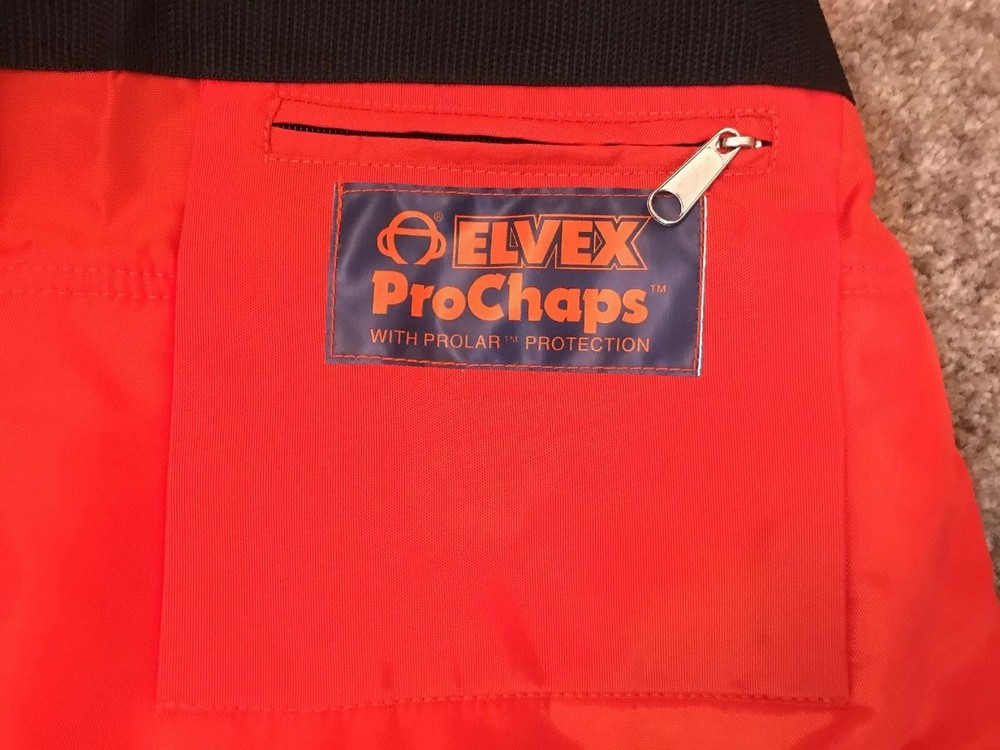 ® ELVEX
ProChaps™
WITH PROLAR™ PROTECTION